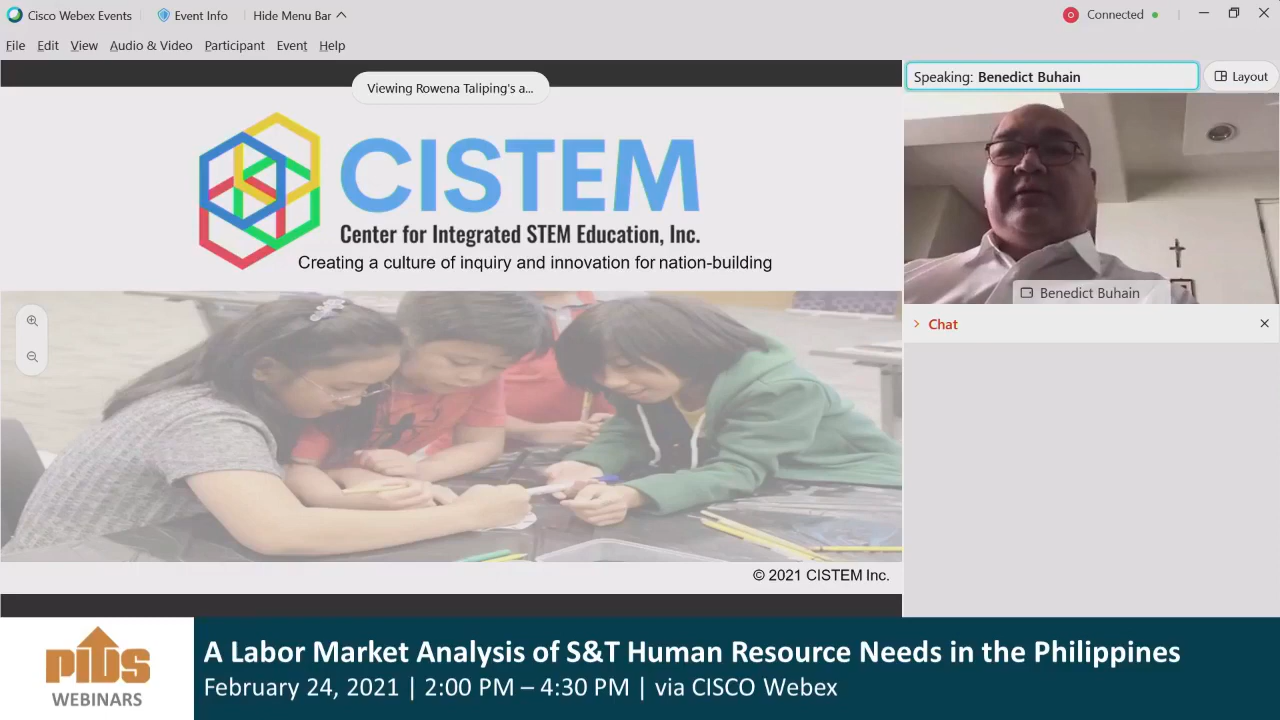 Cisco Webex Events
Event Info
Hide Menu Bar
Connected
File Edit View Audio & Video Participant Event Help
Viewing Rowena Taliping's a...
Speaking: Benedict Buhain
Layout
CISTEM
Center for Integrated STEM Education, Inc.
Creating a culture of inquiry and innovation for nation-building
Benedict Buhain
Chat
© 2021 CISTEM Inc.
pids
WEBINARS
A Labor Market Analysis of S&T Human Resource Needs in the Philippines
February 24, 2021 | 2:00 PM – 4:30 PM | via CISCO Webex